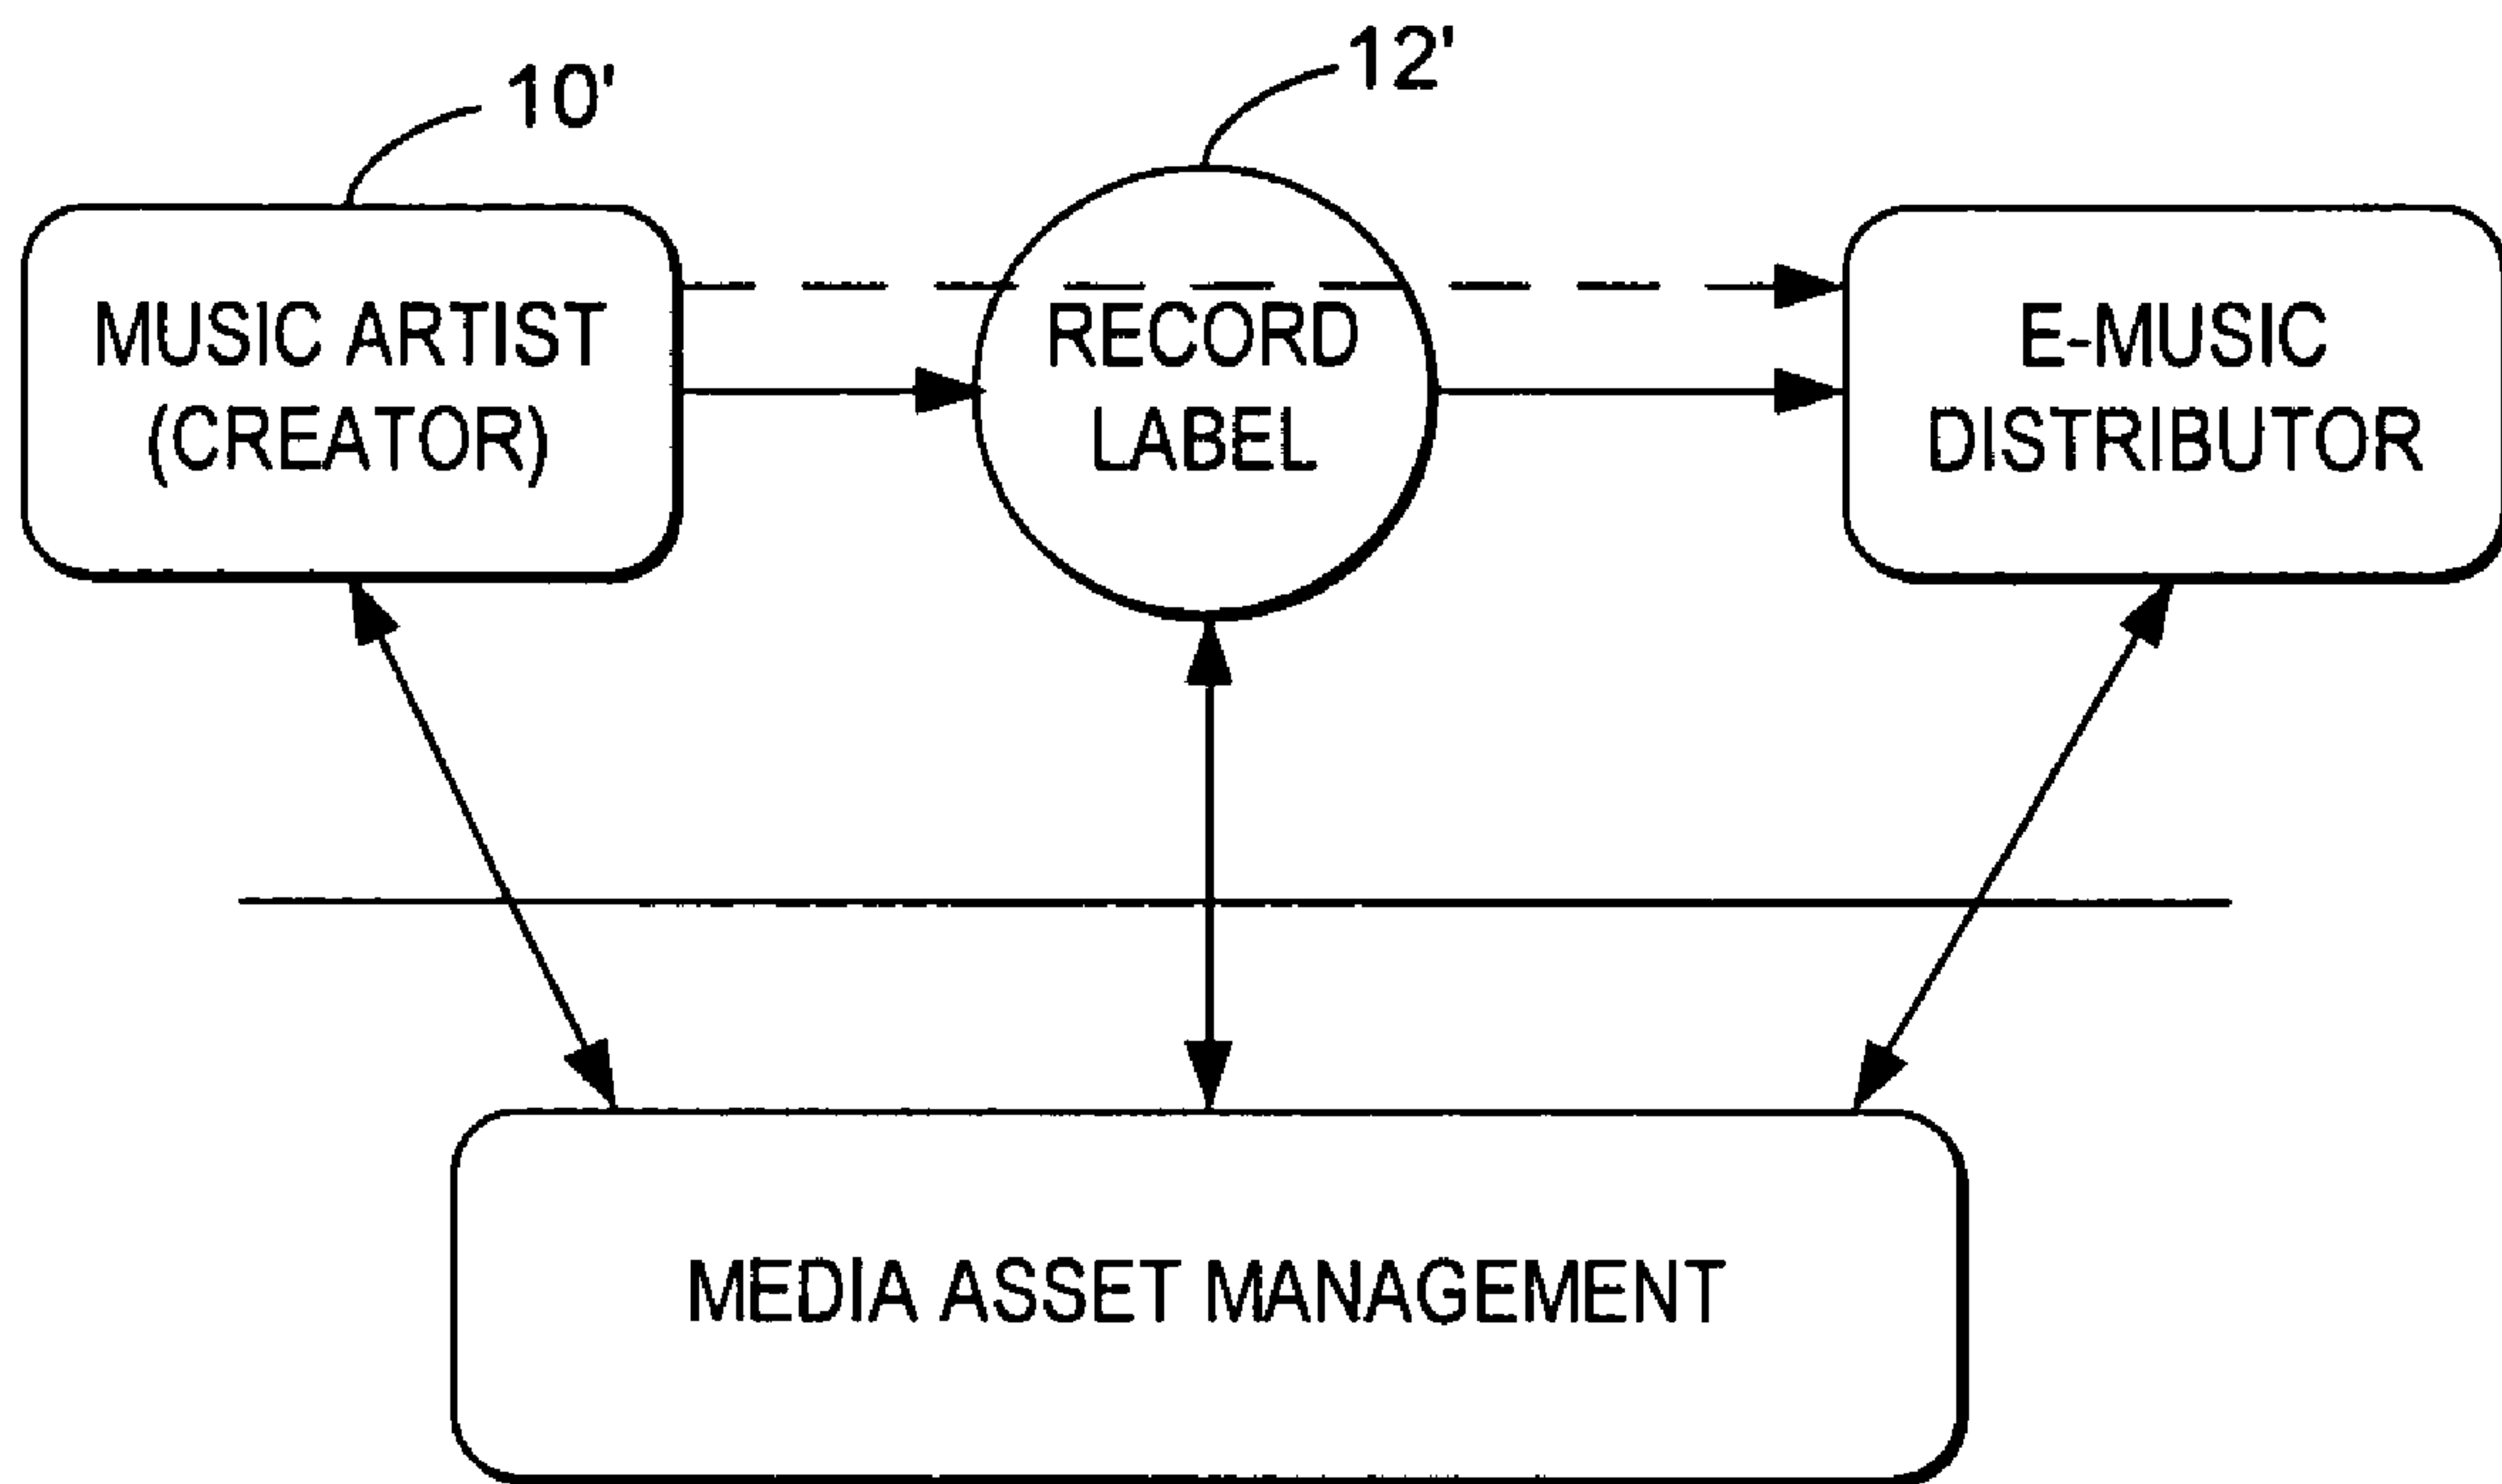 10'
12'
MUSIC ARTIST
(CREATOR)
RECORD
LABEL
E-MUSIC
DISTRIBUTOR
MEDIA ASSET MANAGEMENT